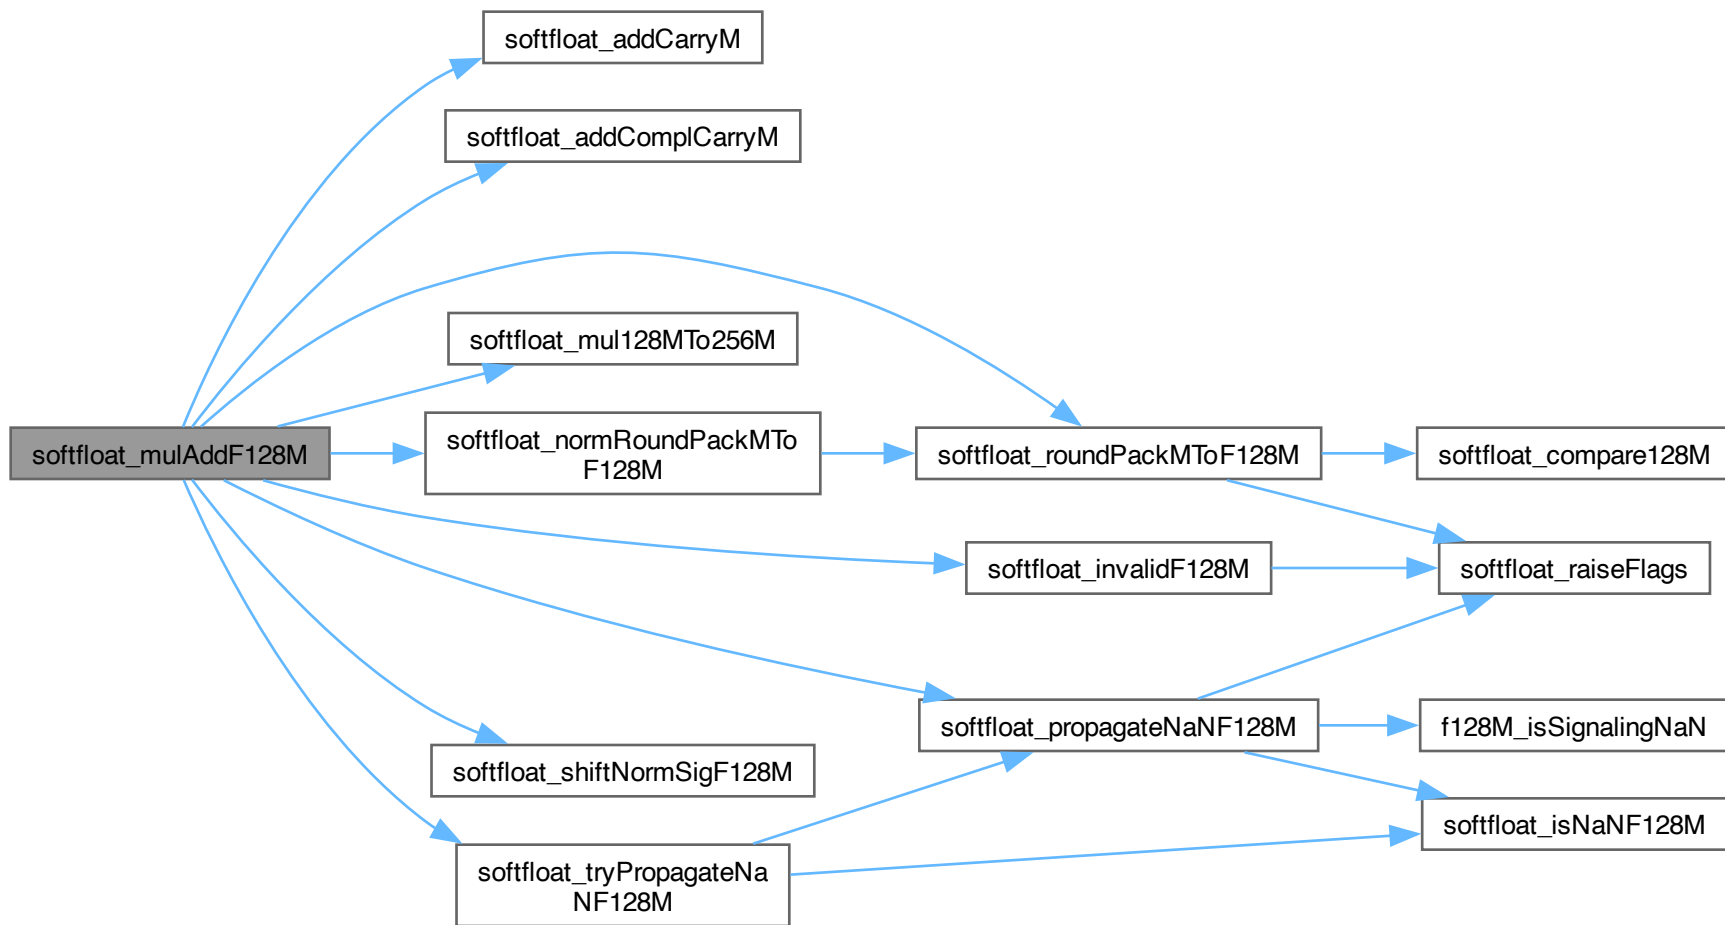 softfloat_addCarryM
softfloat_addComplCarryM
softfloat_mul128MTo256M
softfloat_mulAddF128M
softfloat_normRoundPackMTo
F128M
softfloat_roundPackMToF128M
softfloat_compare128M
softfloat_invalidF128M
softfloat_raiseFlags
softfloat_propagateNaNF128M
f128M_isSignalingNaN
softfloat_shiftNormSigF128M
softfloat_isNaNF128M
softfloat_tryPropagateNa
NF128M